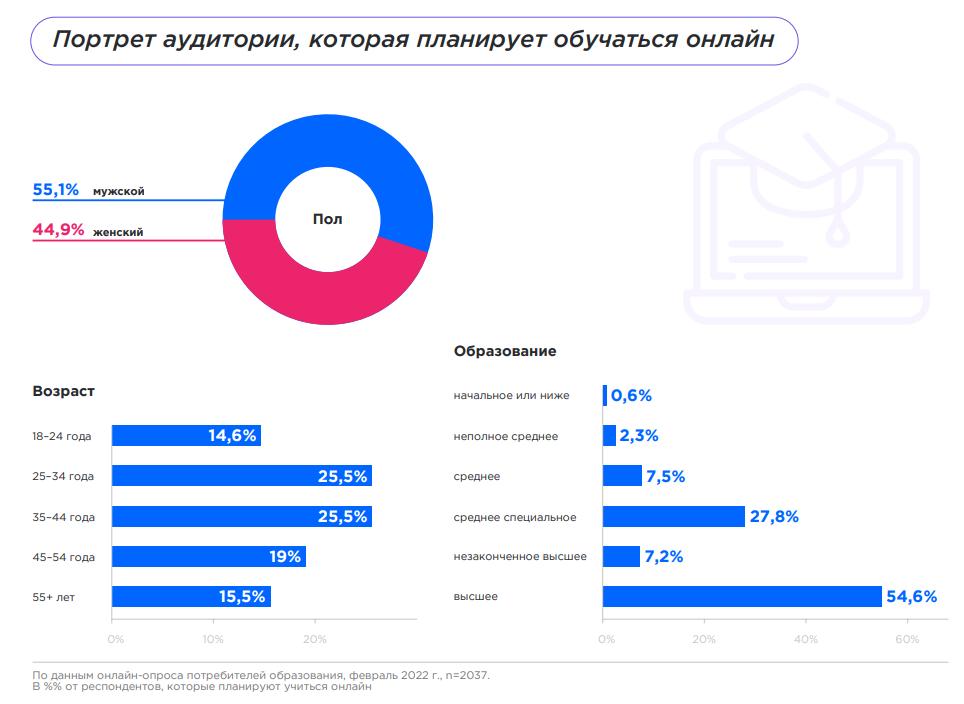 Портрет аудитории, которая планирует обучаться онлайн
55,1% мужской
44,9% женский
Пол
Возраст
18–24 года 14,6%
25–34 года 25,5%
35–44 года 25,5%
45–54 года 19%
55+ лет 15,5%
0% 10% 20%
Образование
начальное или ниже 0,6%
неполное среднее 2,3%
среднее 7,5%
среднее специальное 27,8%
незаконченное высшее 7,2%
высшее 54,6%
0% 20% 40% 60%
По данным онлайн-опроса потребителей образования, февраль 2022 г., n=2037.
В %% от респондентов, которые планируют учиться онлайн